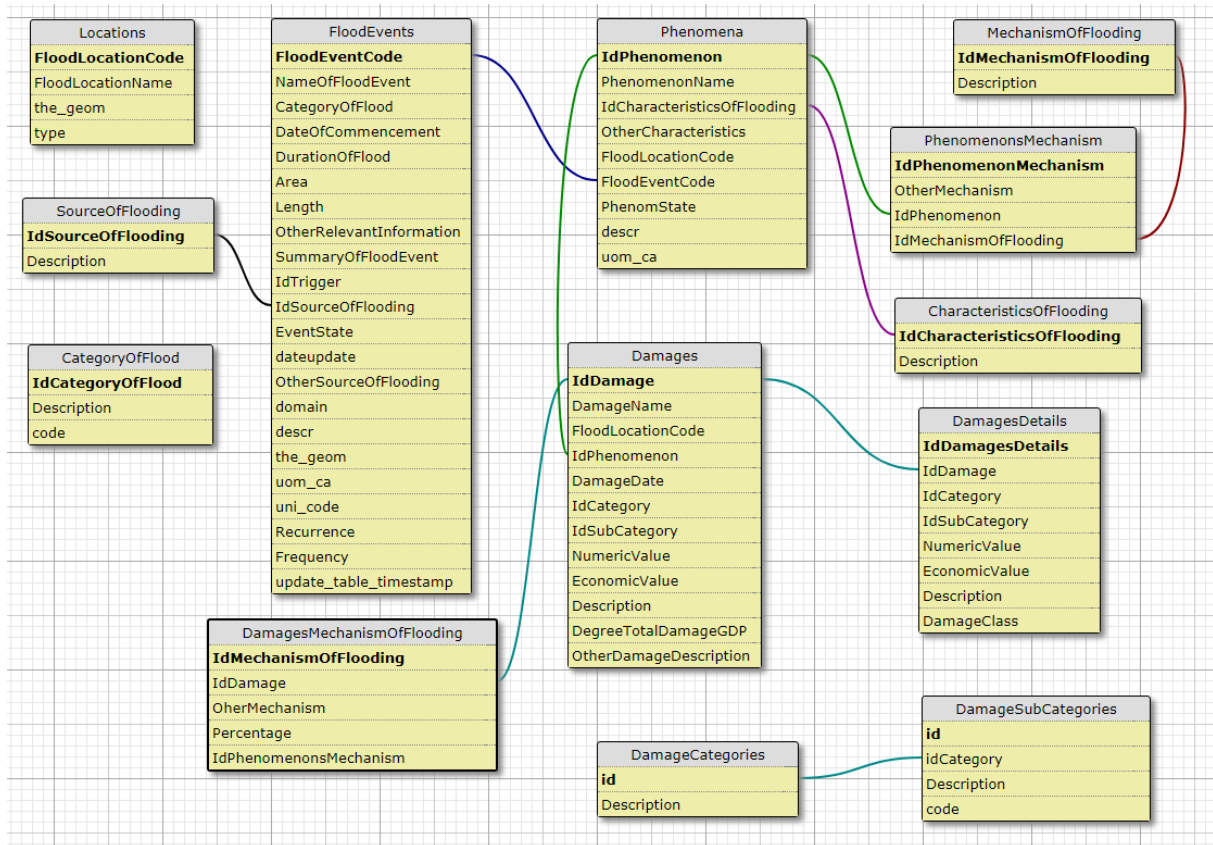 Locations
FloodLocationCode
FloodLocationName
the_geom
type
SourceOfFlooding
IdSourceOfFlooding
Description
CategoryOfFlood
IdCategoryOfFlood
Description
code
FloodEvents
FloodEventCode
NameOfFloodEvent
CategoryOfFlood
DateOfCommencement
DurationOfFlood
Area
Length
OtherRelevantInformation
SummaryOfFloodEvent
IdTrigger
IdSourceOfFlooding
EventState
dateupdate
OtherSourceOfFlooding
domain
descr
the_geom
uom_ca
uni_code
Recurrence
Frequency
update_table_timestamp
DamagesMechanismOfFlooding
IdMechanismOfFlooding
IdDamage
OherMechanism
Percentage
IdPhenomenonsMechanism
Phenomena
IdPhenomenon
PhenomenonName
IdCharacteristicsOfFlooding
OtherCharacteristics
FloodLocationCode
FloodEventCode
PhenomState
descr
uom_ca
Damages
IdDamage
DamageName
FloodLocationCode
IdPhenomenon
DamageDate
IdCategory
IdSubCategory
NumericValue
EconomicValue
Description
DegreeTotalDamageGDP
OtherDamageDescription
DamageCategories
id
Description
MechanismOfFlooding
IdMechanismOfFlooding
Description
PhenomenonsMechanism
IdPhenomenonMechanism
OtherMechanism
IdPhenomenon
IdMechanismOfFlooding
CharacteristicsOfFlooding
IdCharacteristicsOfFlooding
Description
DamagesDetails
IdDamagesDetails
IdDamage
IdCategory
IdSubCategory
NumericValue
EconomicValue
Description
DamageClass
DamageSubCategories
id
idCategory
Description
code